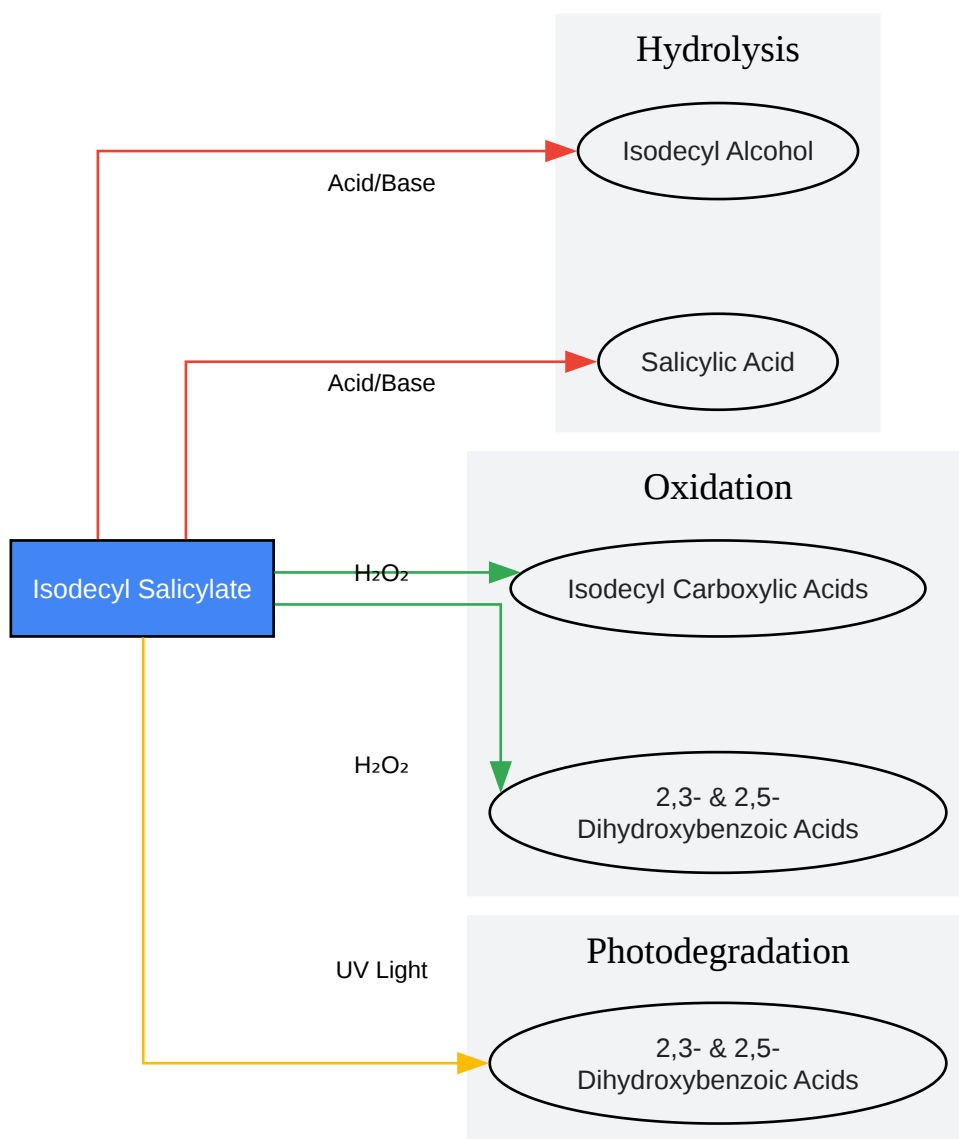 Hydrolysis
Isodecyl Alcohol
Acid/Base
Salicylic Acid
Acid/Base
Oxidation
Isodecyl Salicylate
H₂O₂
Isodecyl Carboxylic Acids
H₂O₂
2,3- & 2,5-
Dihydroxybenzoic Acids
Photodegradation
UV Light
2,3- & 2,5-
Dihydroxybenzoic Acids